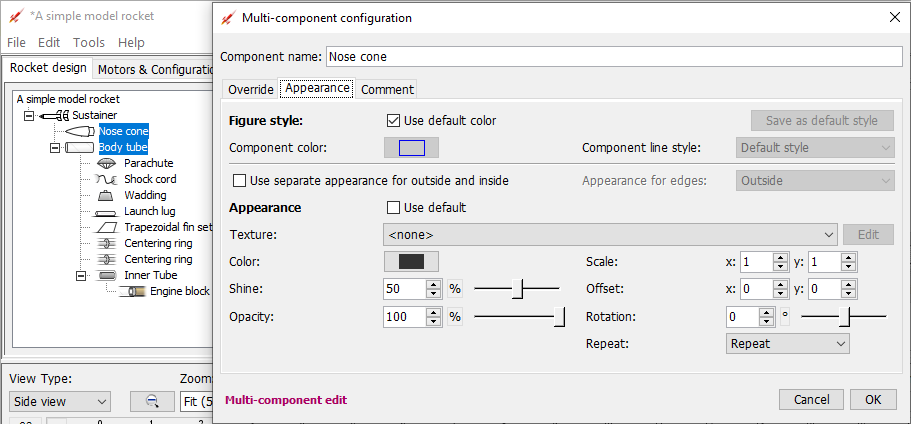 *A simple model rocket
File Edit Tools Help
Rocket design Motors & Configuratio
A simple model rocket
Sustainer
Nose cone
Body tube
Parachute
Shock cord
Wadding
Launch lug
Trapezoidal fin set
Centering ring
Centering ring
Inner Tube
Engine block
View Type: Zoom:
Side view Fit (5
0 1 2
Multi-component configuration
Component name: Nose cone
Override Appearance Comment
Figure style: Use default color Save as default style
Component color: Component line style: Default style
Use separate appearance for outside and inside Appearance for edges: Outside
Appearance Use default
Texture: <none> Edit
Color: Scale: x: 1 y: 1
Shine: 50 % Offset: x: 0 y: 0
Opacity: 100 % Rotation: 0 °
Repeat: Repeat
Multi-component edit Cancel OK